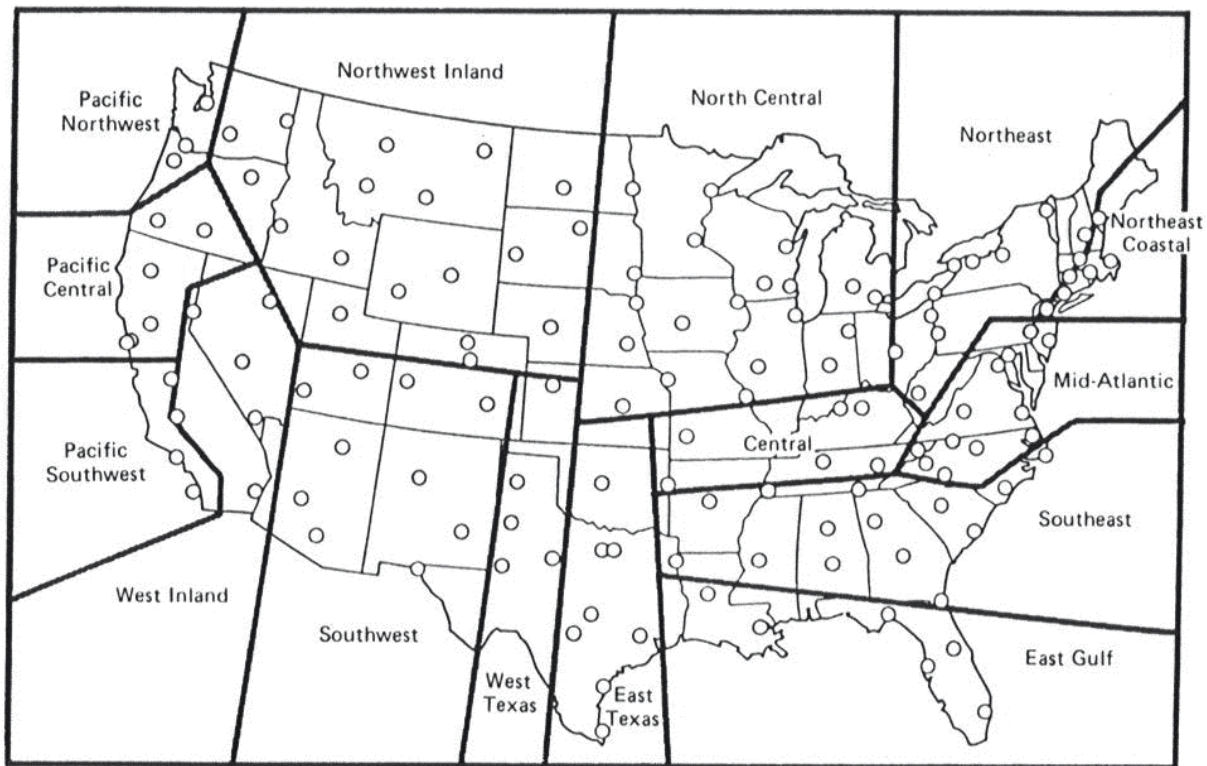 Northwest Inland
North Central
Pacific
Northwest
Northeast
Northeast
Coastal
Pacific
Central
Mid-Atlantic
Central
Pacific
Southwest
Southeast
West Inland
Southwest
East Gulf
West
Texas
East
Texas